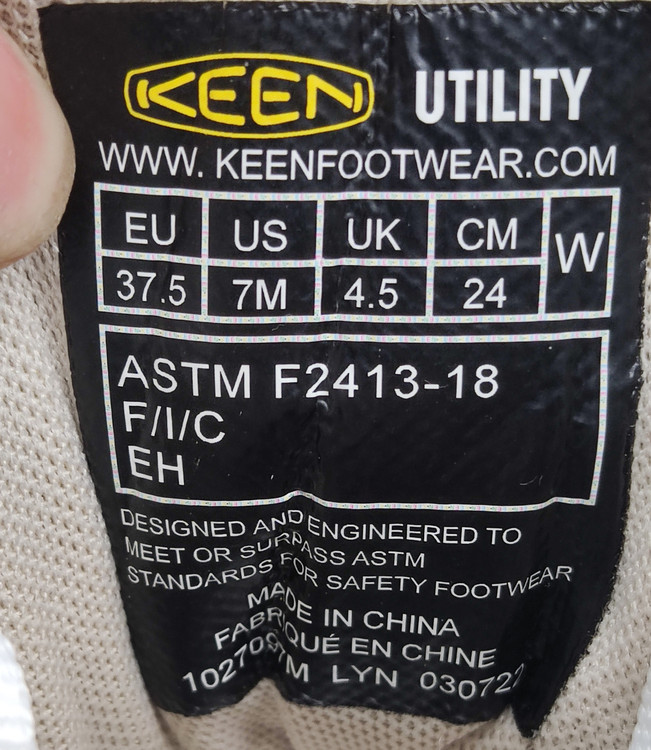 KEEN UTILITY
WWW. KEENFOOTWEAR.COM
EU US UK CM W
37.5 7M 4.5 24
ASTM F2413-18
F/I/C
EH
DESIGNED AND ENGINEERED TO
MEET OR SURPASS ASTM
STANDARDS FOR SAFETY FOOTWEAR
MADE IN CHINA
FABRIQUÉ EN CHINE
LYN